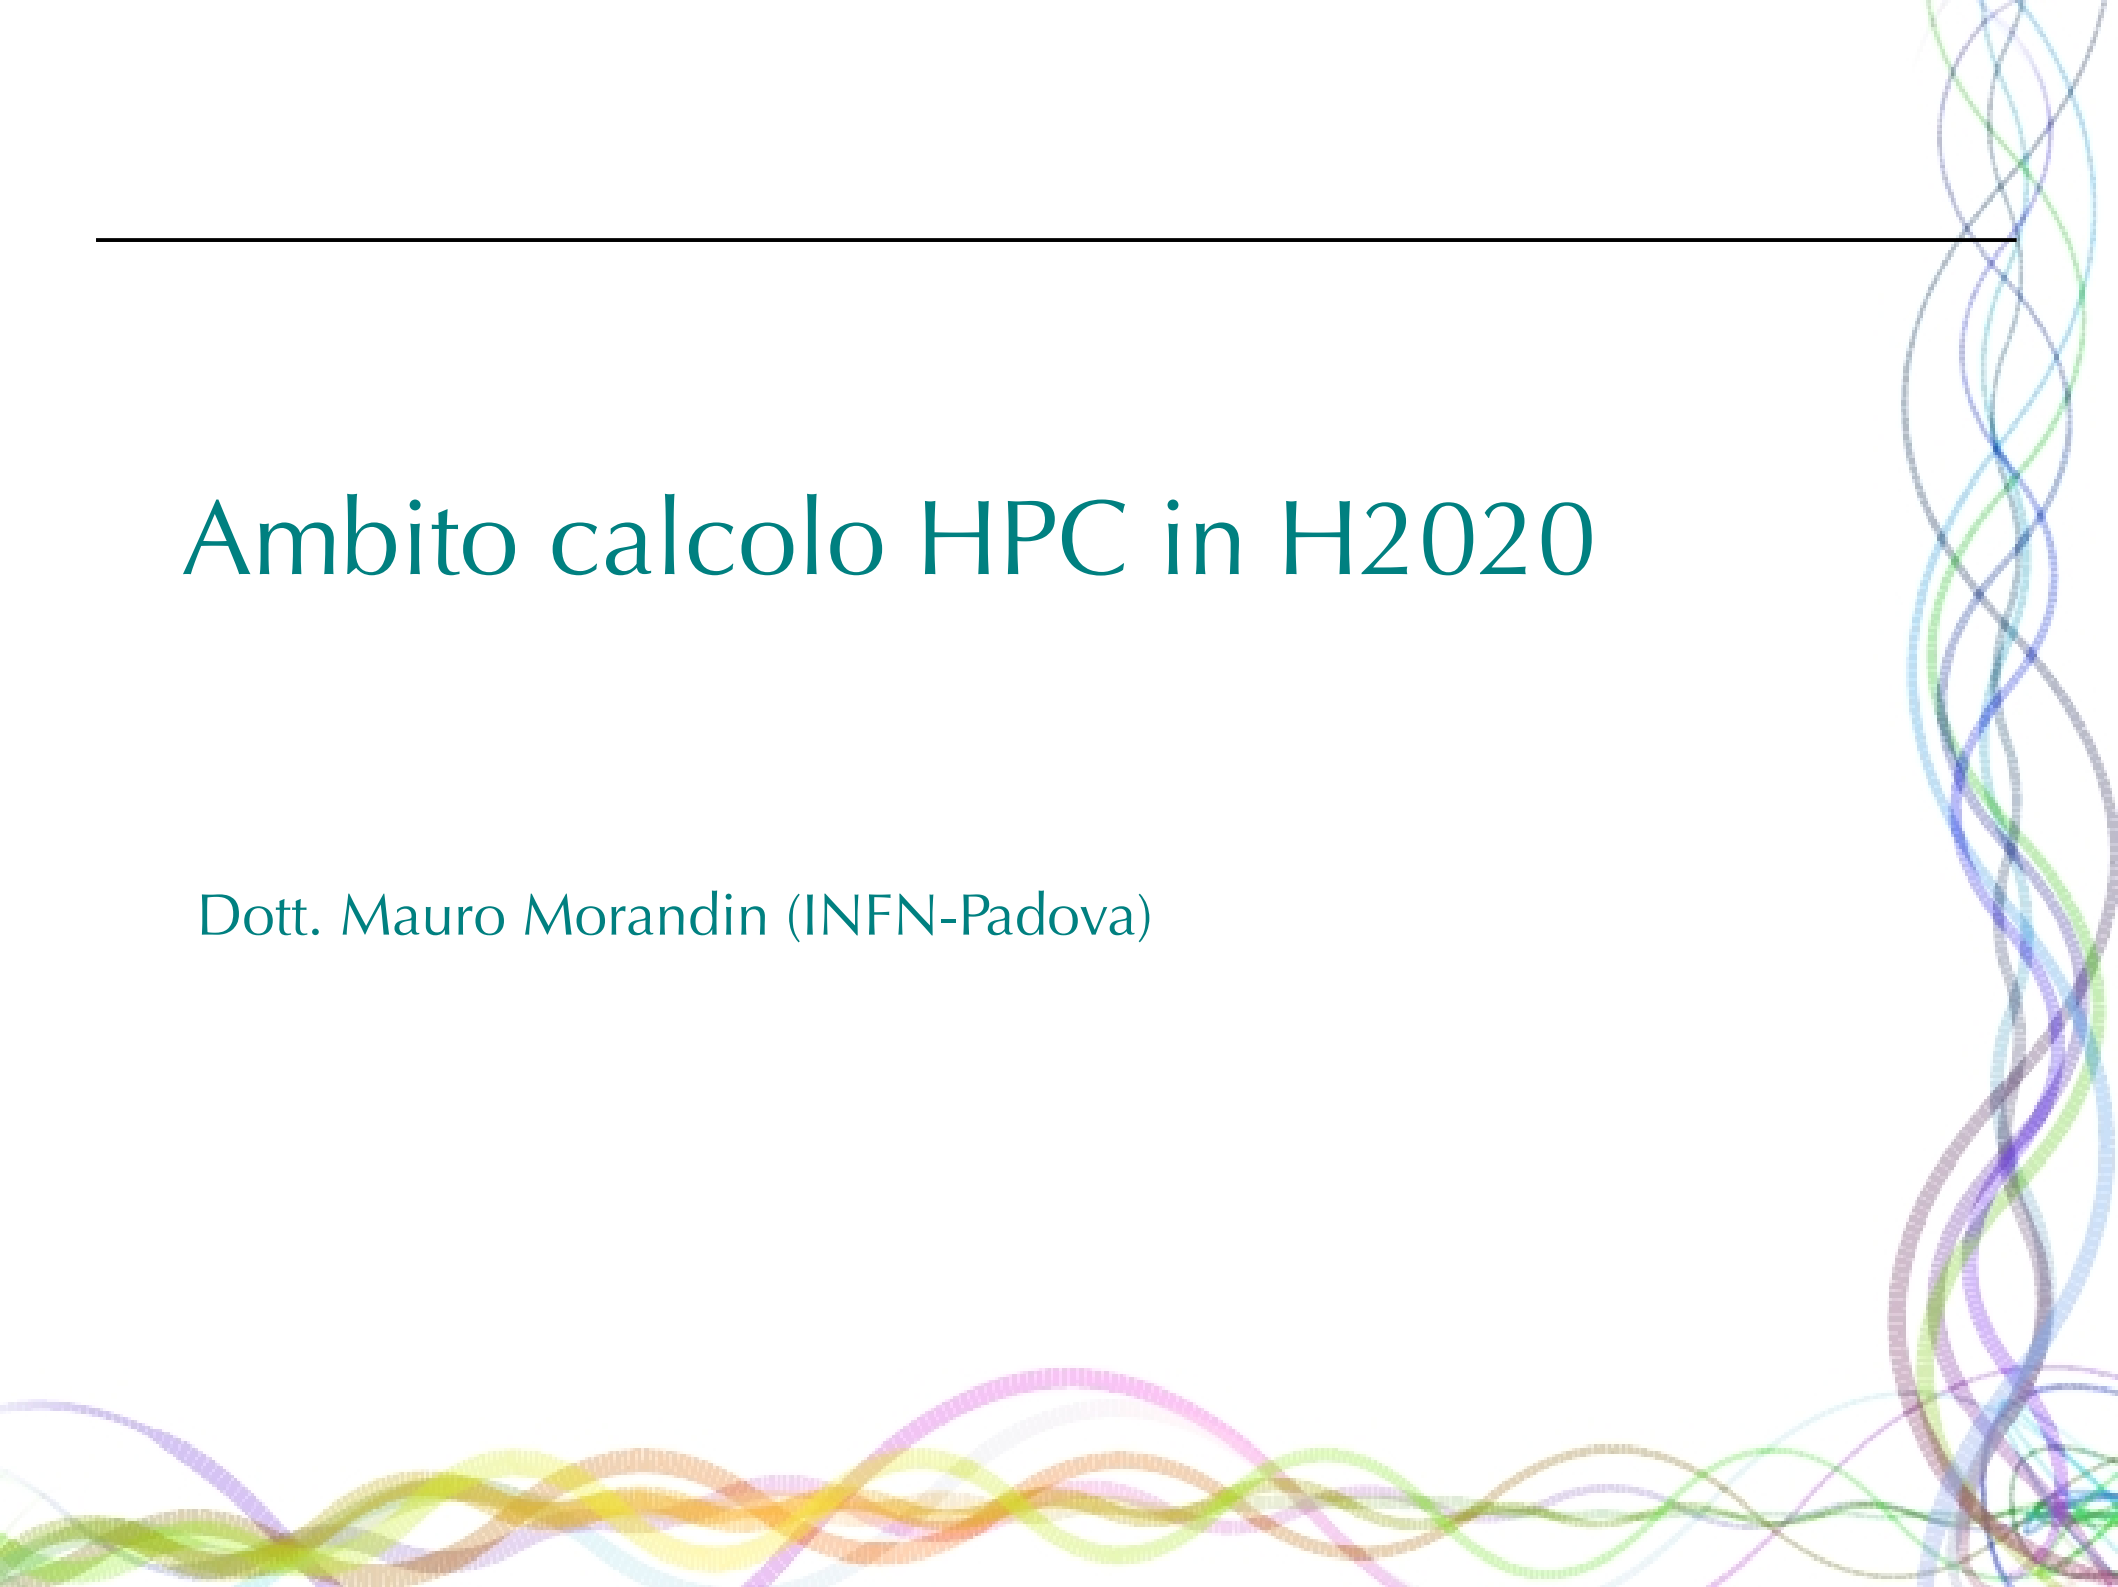 Ambito calcolo HPC in H2020
Dott. Mauro Morandin (INFN-Padova)